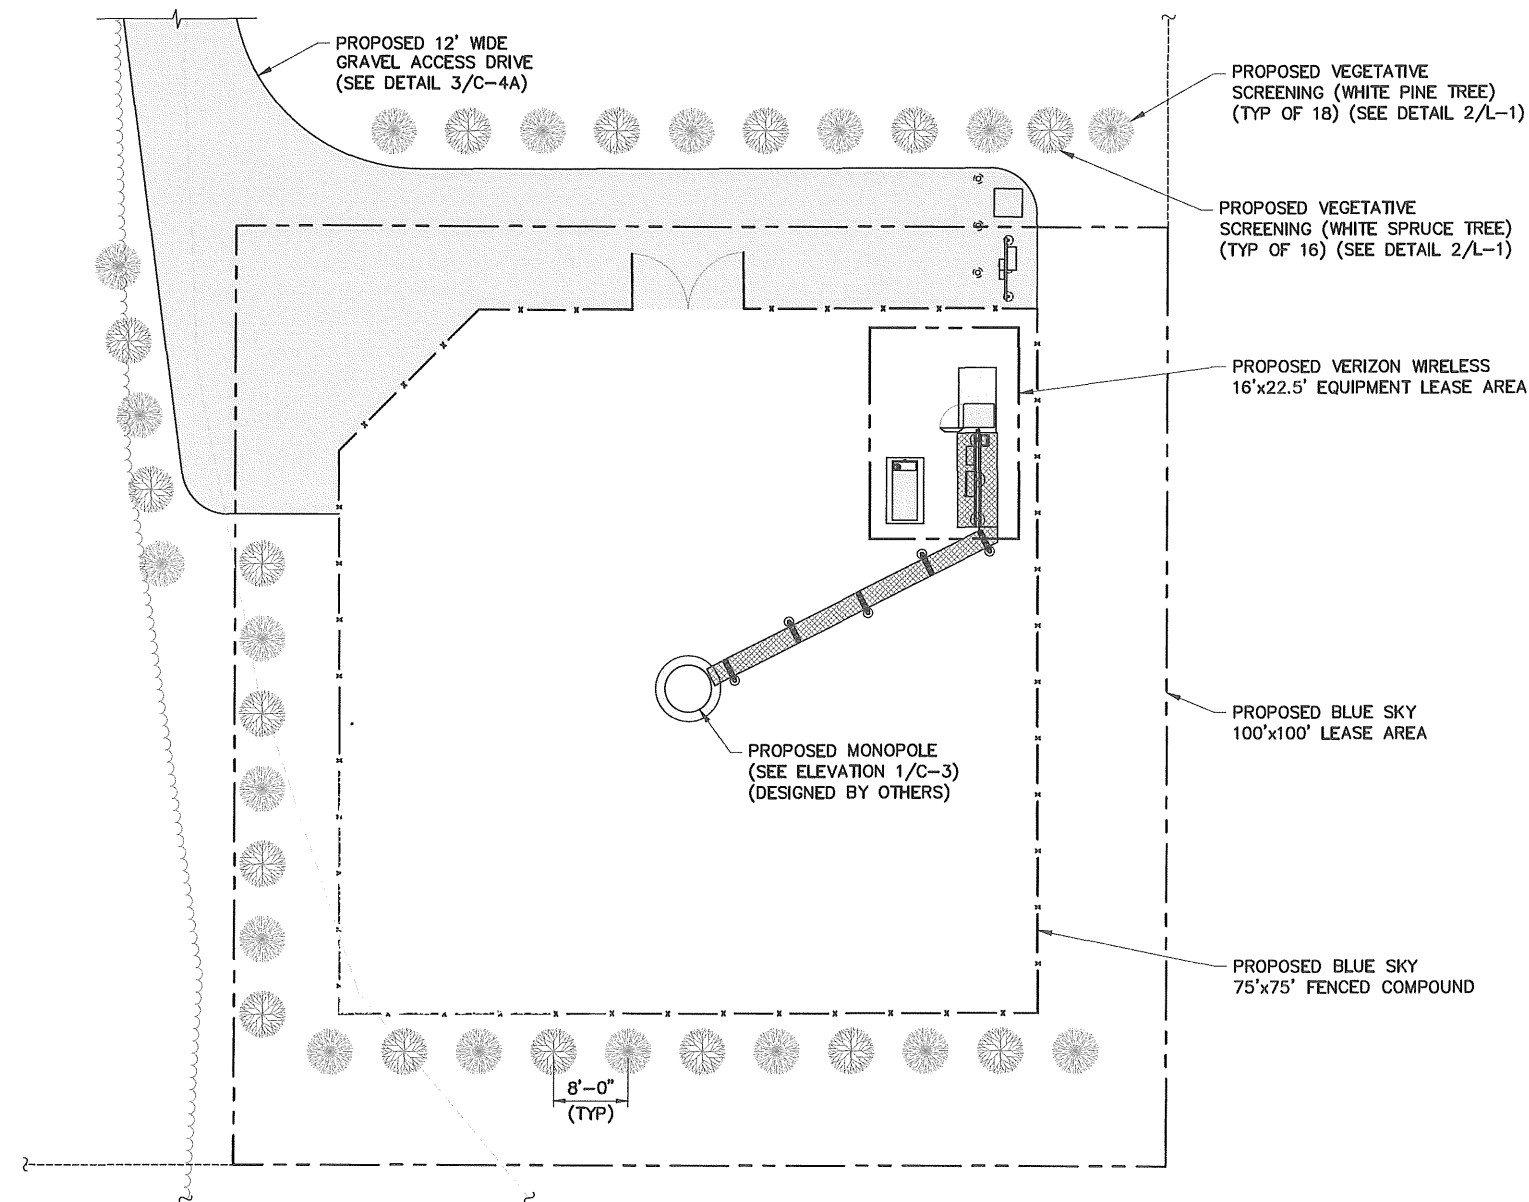 PROPOSED 12' WIDE
GRAVEL ACCESS DRIVE
(SEE DETAIL 3/C-4A)
PROPOSED VEGETATIVE
SCREENING (WHITE PINE TREE)
(TYP OF 18) (SEE DETAIL 2/L-1)
PROPOSED VEGETATIVE
SCREENING (WHITE SPRUCE TREE)
(TYP OF 16) (SEE DETAIL 2/L-1)
PROPOSED VERIZON WIRELESS
16'x22.5' EQUIPMENT LEASE AREA
PROPOSED BLUE SKY
100'x100' LEASE AREA
PROPOSED MONOPOLE
(SEE ELEVATION 1/C-3)
(DESIGNED BY OTHERS)
PROPOSED BLUE SKY
75'x75' FENCED COMPOUND
8'-0"
(TYP)